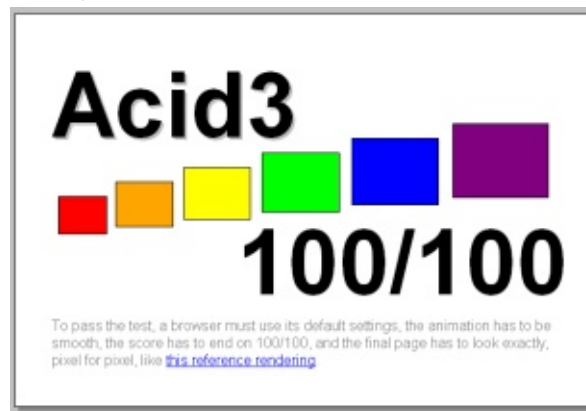 Acid3
100/100
To pass the test, a browser must use its default settings, the animation has to be
smooth, the score has to end on 100/100, and the final page has to look exactly,
pixel for pixel, like this reference rendering.